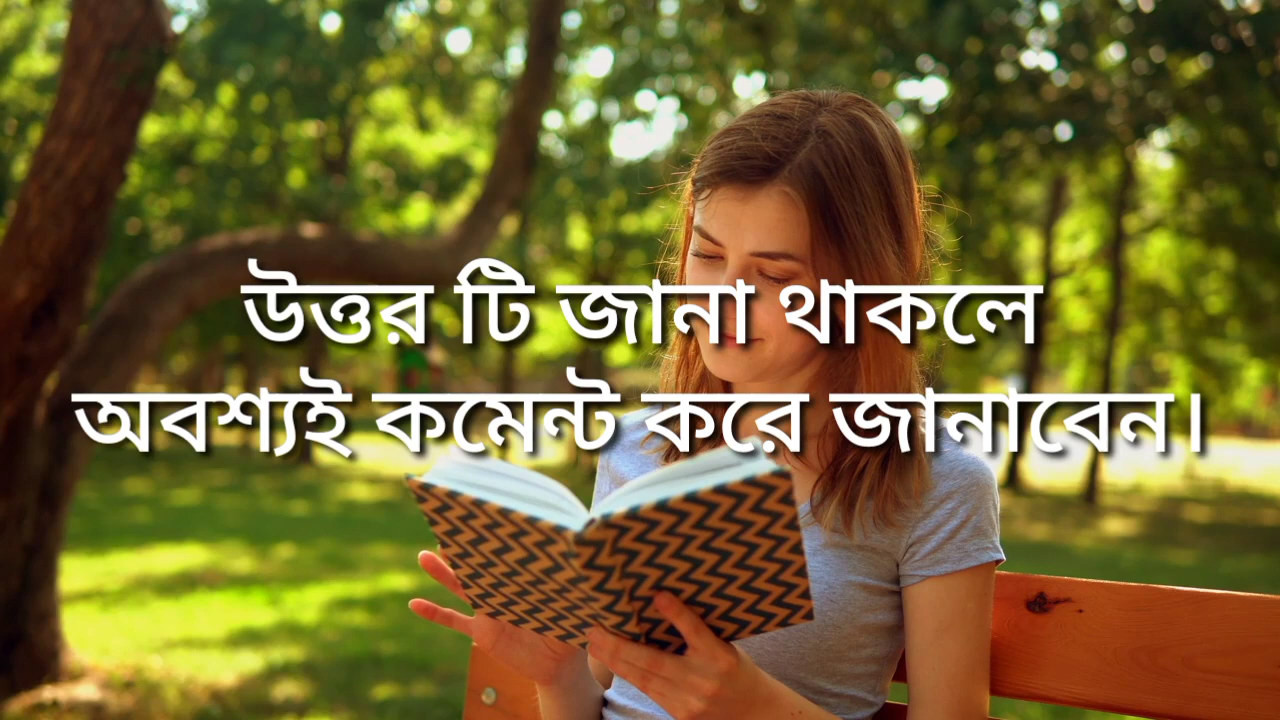 উত্তর টি জানা থাকলে
অবশ্যই কমেন্ট করে জানাবেন।